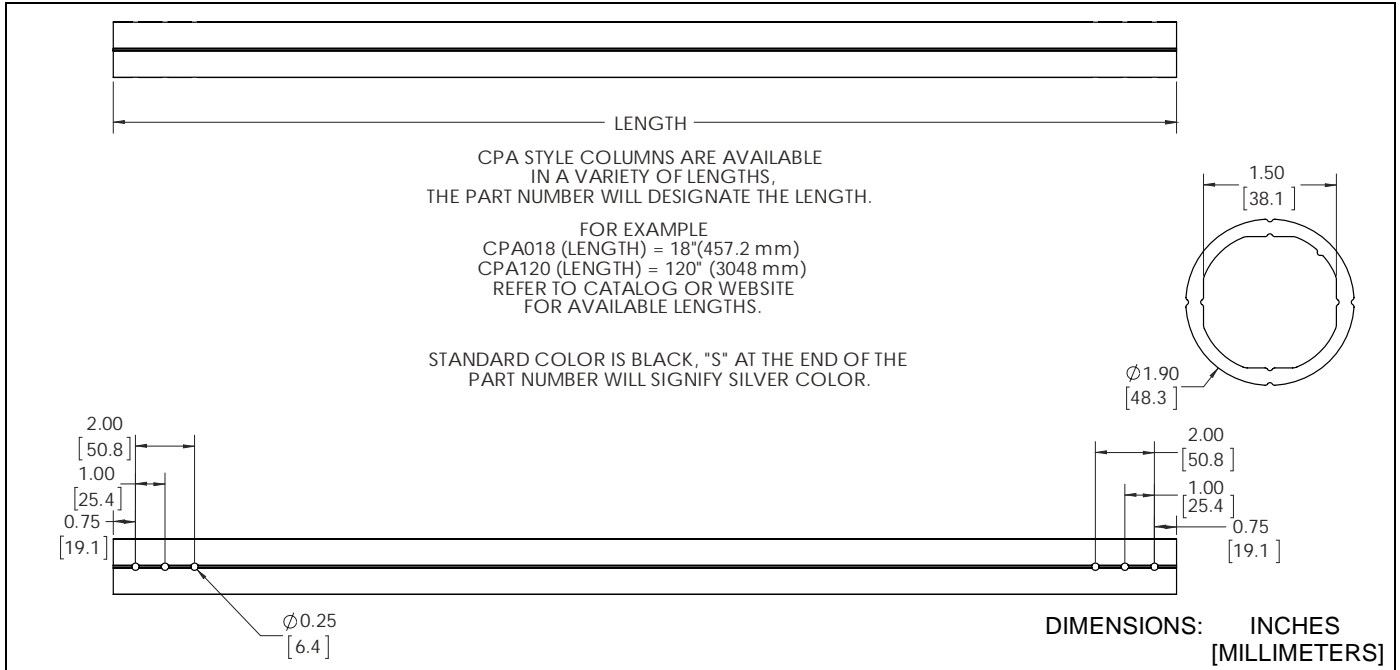 LENGTH
CPA STYLE COLUMNS ARE AVAILABLE
IN A VARIETY OF LENGTHS,
THE PART NUMBER WILL DESIGNATE THE LENGTH.
FOR EXAMPLE
CPA018 (LENGTH) = 18"(457.2 mm)
CPA120 (LENGTH) = 120" (3048 mm)
REFER TO CATALOG OR WEBSITE
FOR AVAILABLE LENGTHS.
STANDARD COLOR IS BLACK, "S" AT THE END OF THE
PART NUMBER WILL SIGNIFY SILVER COLOR.
1.50
[38.1]
∅1.90
[48.3]
2.00
[50.8]
1.00
[25.4]
0.75
[19.1]
∅0.25
[6.4]
2.00
[50.8]
1.00
[25.4]
0.75
[19.1]
DIMENSIONS: INCHES
[MILLIMETERS]